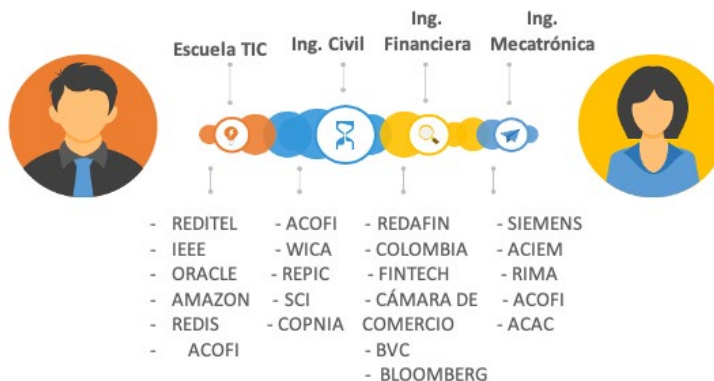 Escuela TIC
Ing. Civil
Ing.
Financiera
Ing.
Mecatrónica
- REDITEL
- IEEE
- ORACLE
- AMAZON
- REDIS
- ACOFI
- ACOFI
- WICA
- REPIC
- SCI
- COPNIA
- REDAFIN
- COLOMBIA
- FINTECH
- CÁMARA DE
COMERCIO
- BVC
- BLOOMBERG
- SIEMENS
- ACIEM
- RIMA
- ACOFI
- ACAC